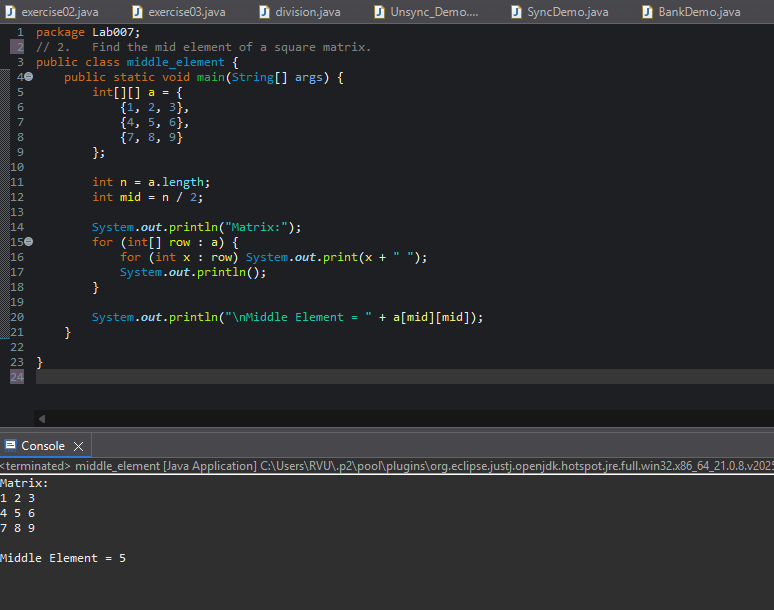 exercise02.java exercise03.java division.java Unsync_Demo.... SyncDemo.java BankDemo.java
1 package Lab007;
2 // 2.   Find the mid element of a square matrix.
3 public class middle_element {
4     public static void main(String[] args) {
5         int[][] a = {
6             {1, 2, 3},
7             {4, 5, 6},
8             {7, 8, 9}
9         };
10
11         int n = a.length;
12         int mid = n / 2;
13
14         System.out.println("Matrix:");
15         for (int[] row : a) {
16             for (int x : row) System.out.print(x + " ");
17             System.out.println();
18         }
19
20         System.out.println("\nMiddle Element = " + a[mid][mid]);
21     }
22
23 }
24
Console
<terminated> middle_element [Java Application] C:\Users\RVU\.p2\pool\plugins\org.eclipse.justj.openjdk.hotspot.jre.full.win32.x86_64_21.0.8.v2025
Matrix:
1 2 3
4 5 6
7 8 9

Middle Element = 5